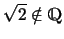 √2 ∉ ℚ